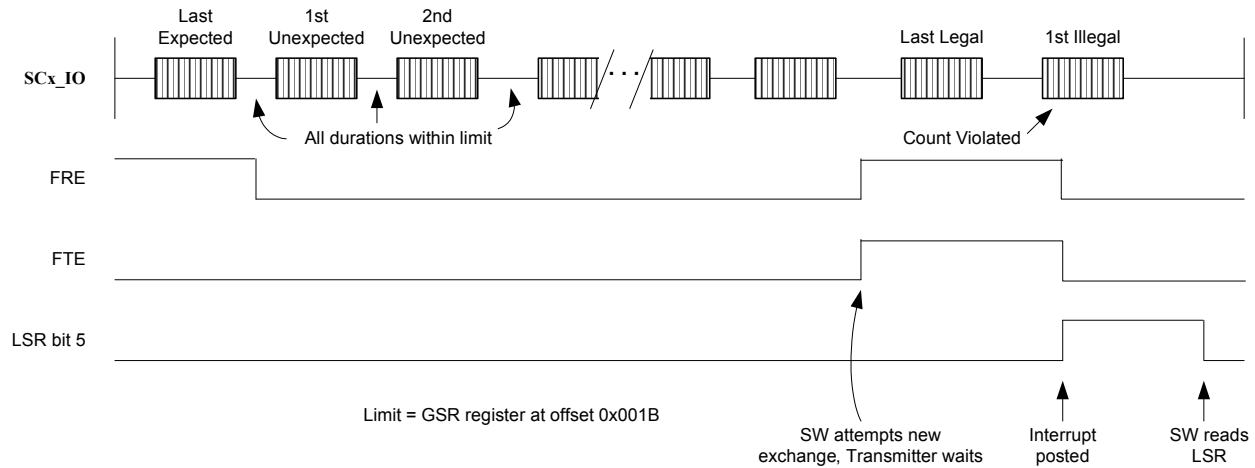 Last
Expected
1st
Unexpected
2nd
Unexpected
Last Legal
1st Illegal
SCx_IO
. . .
All durations within limit
Count Violated
FRE
FTE
LSR bit 5
Limit = GSR register at offset 0x001B
SW attempts new
exchange, Transmitter waits
Interrupt
posted
SW reads
LSR